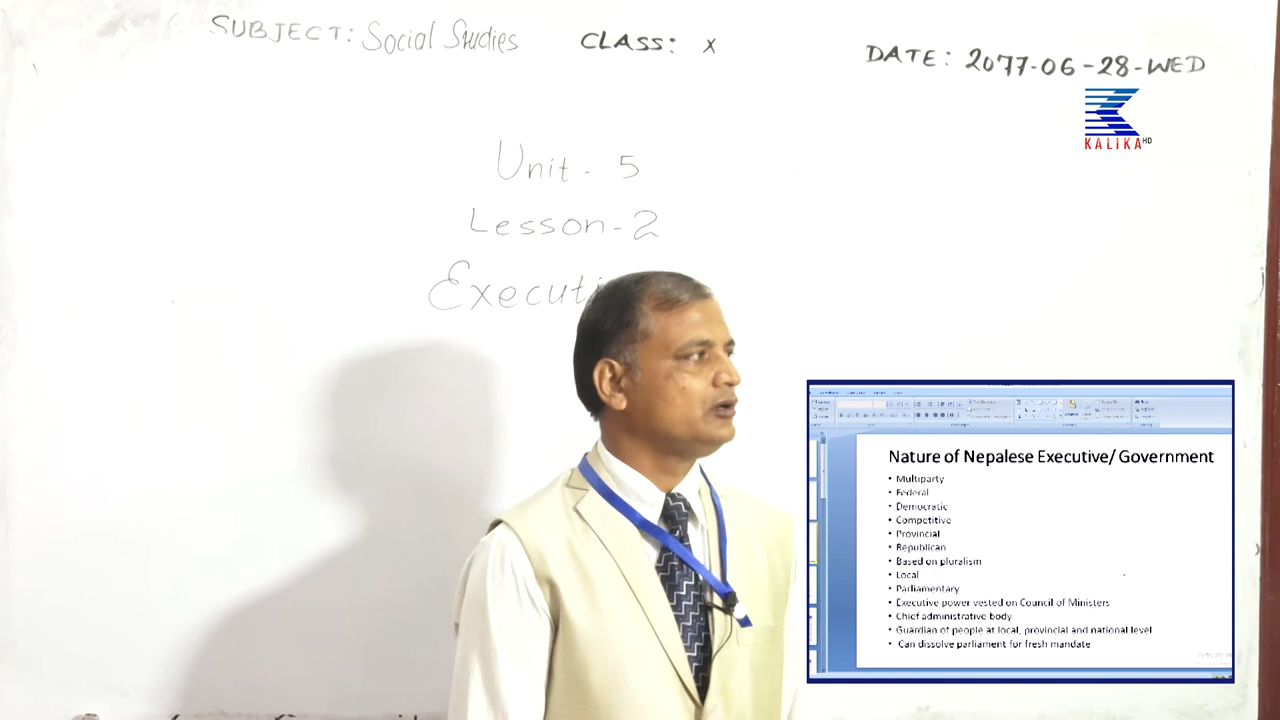 SUBJECT: Social Studies CLASS: X DATE: 2077-06-28-WED
KALIKA HD
Unit - 5
Lesson-2
Executi
Nature of Nepalese Executive/ Government
• Multiparty
• Federal
• Democratic
• Competitive
• Provincial
• Republican
• Based on pluralism
• Local
• Parliamentary
• Executive power vested on Council of Ministers
• Chief administrative body
• Guardian of people at local, provincial and national level
• Can dissolve parliament for fresh mandate